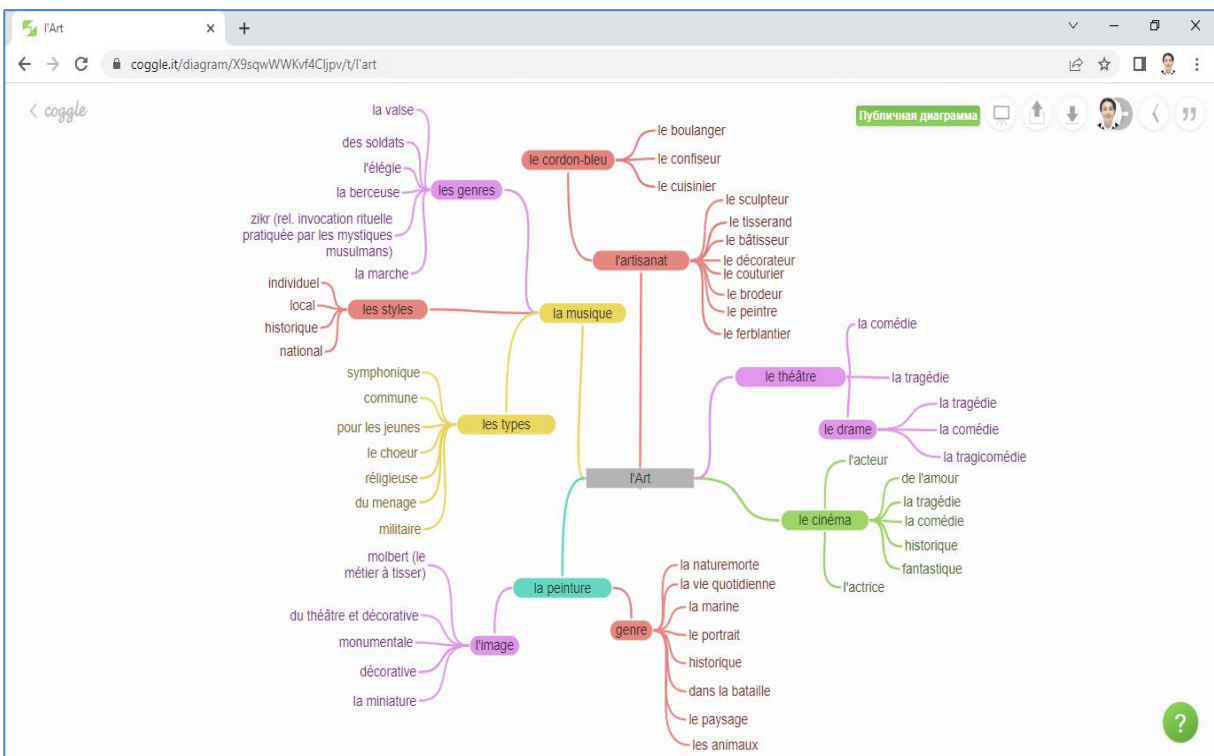 l'Art
coggle.it/diagram/X9sqwWWKvf4CIjpv/t/l'art
coggle
Публичная диаграмма
la valse
des soldats
l'élégie
la berceuse
les genres
zikr (rel. invocation rituelle
pratiquée par les mystiques
musulmans)
la marche
individuel
local
historique
national
les styles
la musique
symphonique
commune
pour les jeunes
le choeur
réligieuse
du menage
militaire
les types
le cordon-bleu
le boulanger
le confiseur
le cuisinier
l'artisanat
le sculpteur
le tisserand
le bâtisseur
le décorateur
le couturier
le brodeur
le peintre
le ferblantier
le théâtre
la comédie
la tragédie
le drame
la tragédie
la comédie
la tragicomédie
l'Art
le cinéma
l'acteur
de l'amour
la tragédie
la comédie
historique
fantastique
l'actrice
la peinture
l'image
molbert (le
métier à tisser)
du théâtre et décorative
monumentale
décorative
la miniature
genre
la naturemorte
la vie quotidienne
la marine
le portrait
historique
dans la bataille
le paysage
les animaux
?